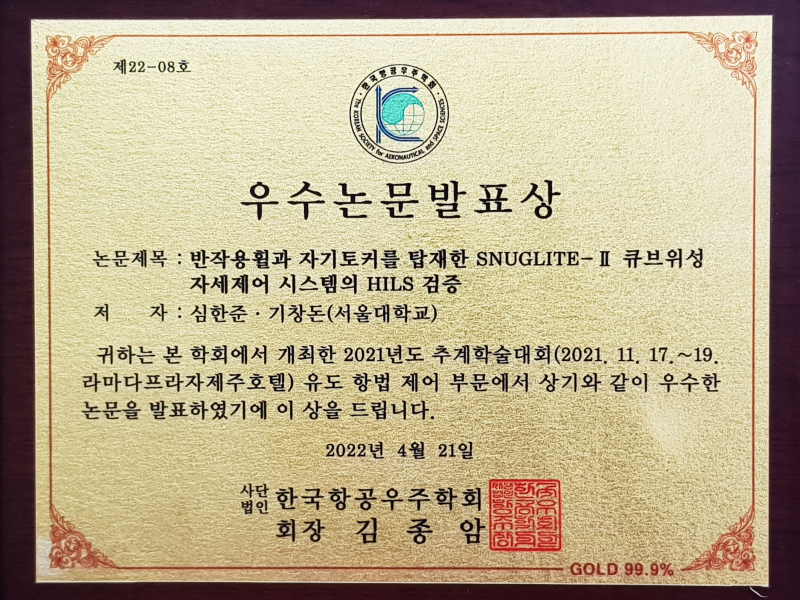 제22-08호
한국항공우주학회
The KOREAN SOCIETY for AERONAUTICAL and SPACE SCIENCES
우수논문발표상
논문제목 : 반작용휠과 자기토커를 탑재한 SNUGLITE-Ⅱ 큐브위성
자세제어 시스템의 HILS 검증
저 자 : 심한준·기창돈(서울대학교)
귀하는 본 학회에서 개최한 2021년도 추계학술대회(2021. 11. 17.~19.
라마다프라자제주호텔) 유도 항법 제어 부문에서 상기와 같이 우수한
논문을 발표하였기에 이 상을 드립니다.
2022년 4월 21일
사단법인 한국항공우주학회
회장 김종암
GOLD 99.9%